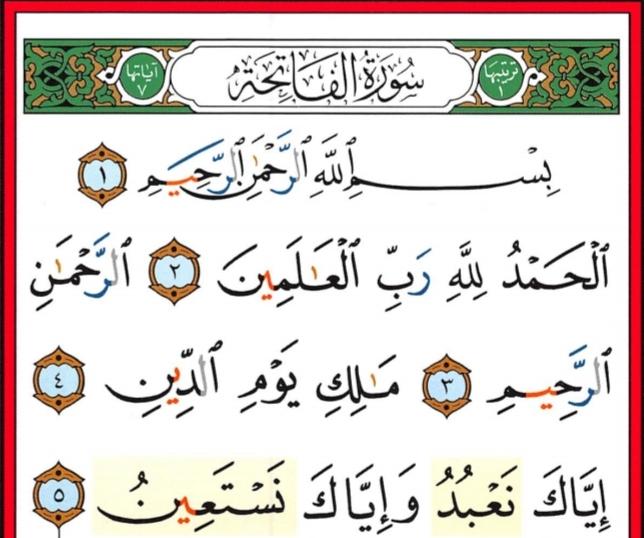 ترتيبها ١ سُورَةُ الفَاتِحَةِ آياتها ٧
بِسْمِ ٱللَّهِ ٱلرَّحْمَٰنِ ٱلرَّحِيمِ ١
ٱلْحَمْدُ لِلَّهِ رَبِّ ٱلْعَٰلَمِينَ ٢ ٱلرَّحْمَٰنِ
ٱلرَّحِيمِ ٣ مَٰلِكِ يَوْمِ ٱلدِّينِ ٤
إِيَّاكَ نَعْبُدُ وَإِيَّاكَ نَسْتَعِينُ ٥